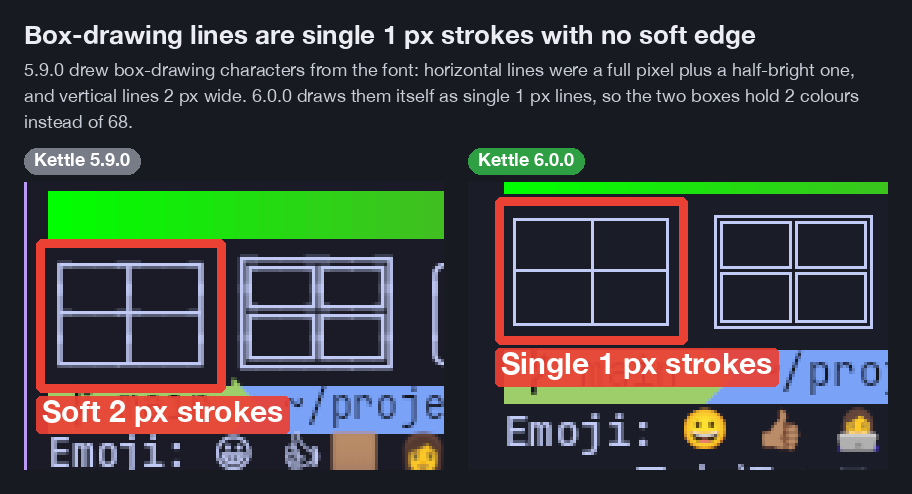 Box-drawing lines are single 1 px strokes with no soft edge
5.9.0 drew box-drawing characters from the font: horizontal lines were a full pixel plus a half-bright one,
and vertical lines 2 px wide. 6.0.0 draws them itself as single 1 px lines, so the two boxes hold 2 colours
instead of 68.
Kettle 5.9.0
Kettle 6.0.0
Soft 2 px strokes
~/proje
Single 1 px strokes
/proj
Emoji: 😀 👍 👩
Emoji: 😀 👍🏽 👩‍💻